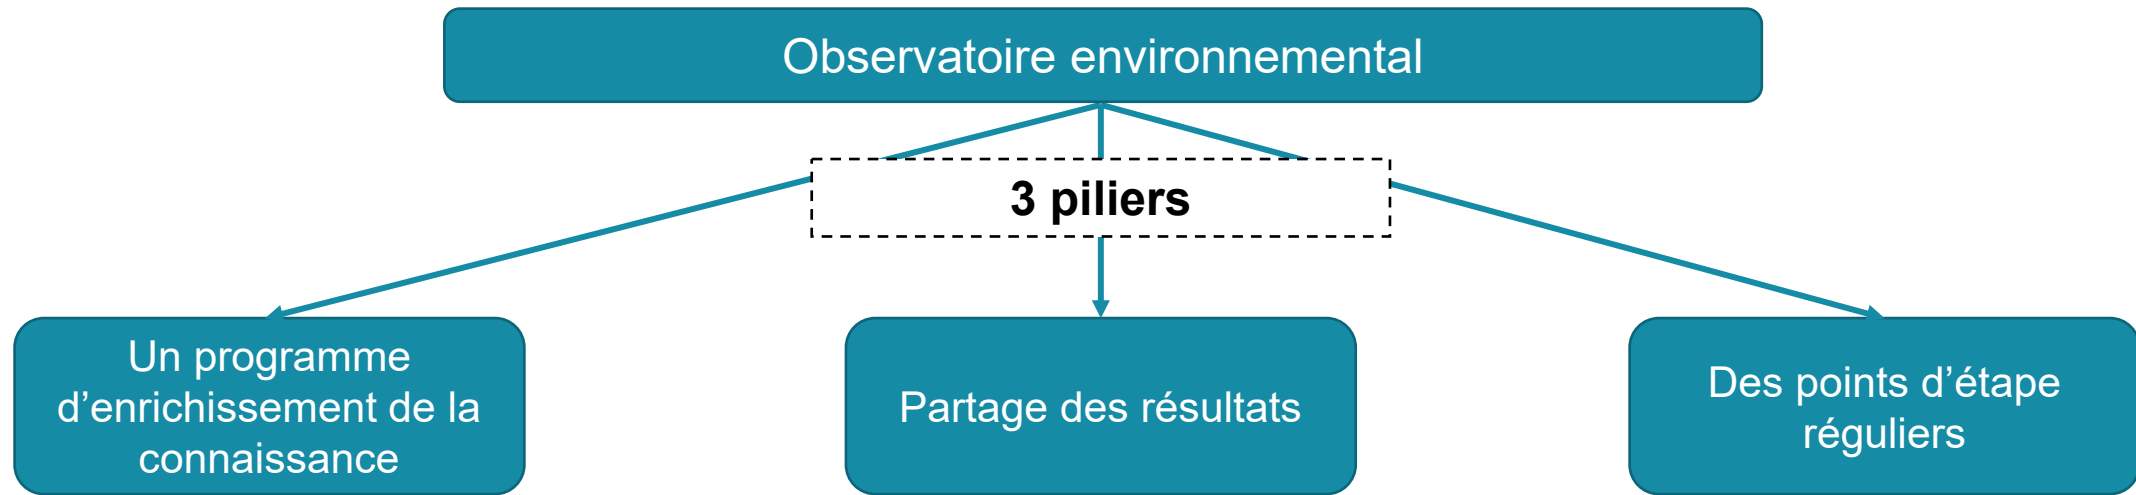 Observatoire environnemental
3 piliers
Un programme
d’enrichissement de la
connaissance
Partage des résultats
Des points d’étape
réguliers